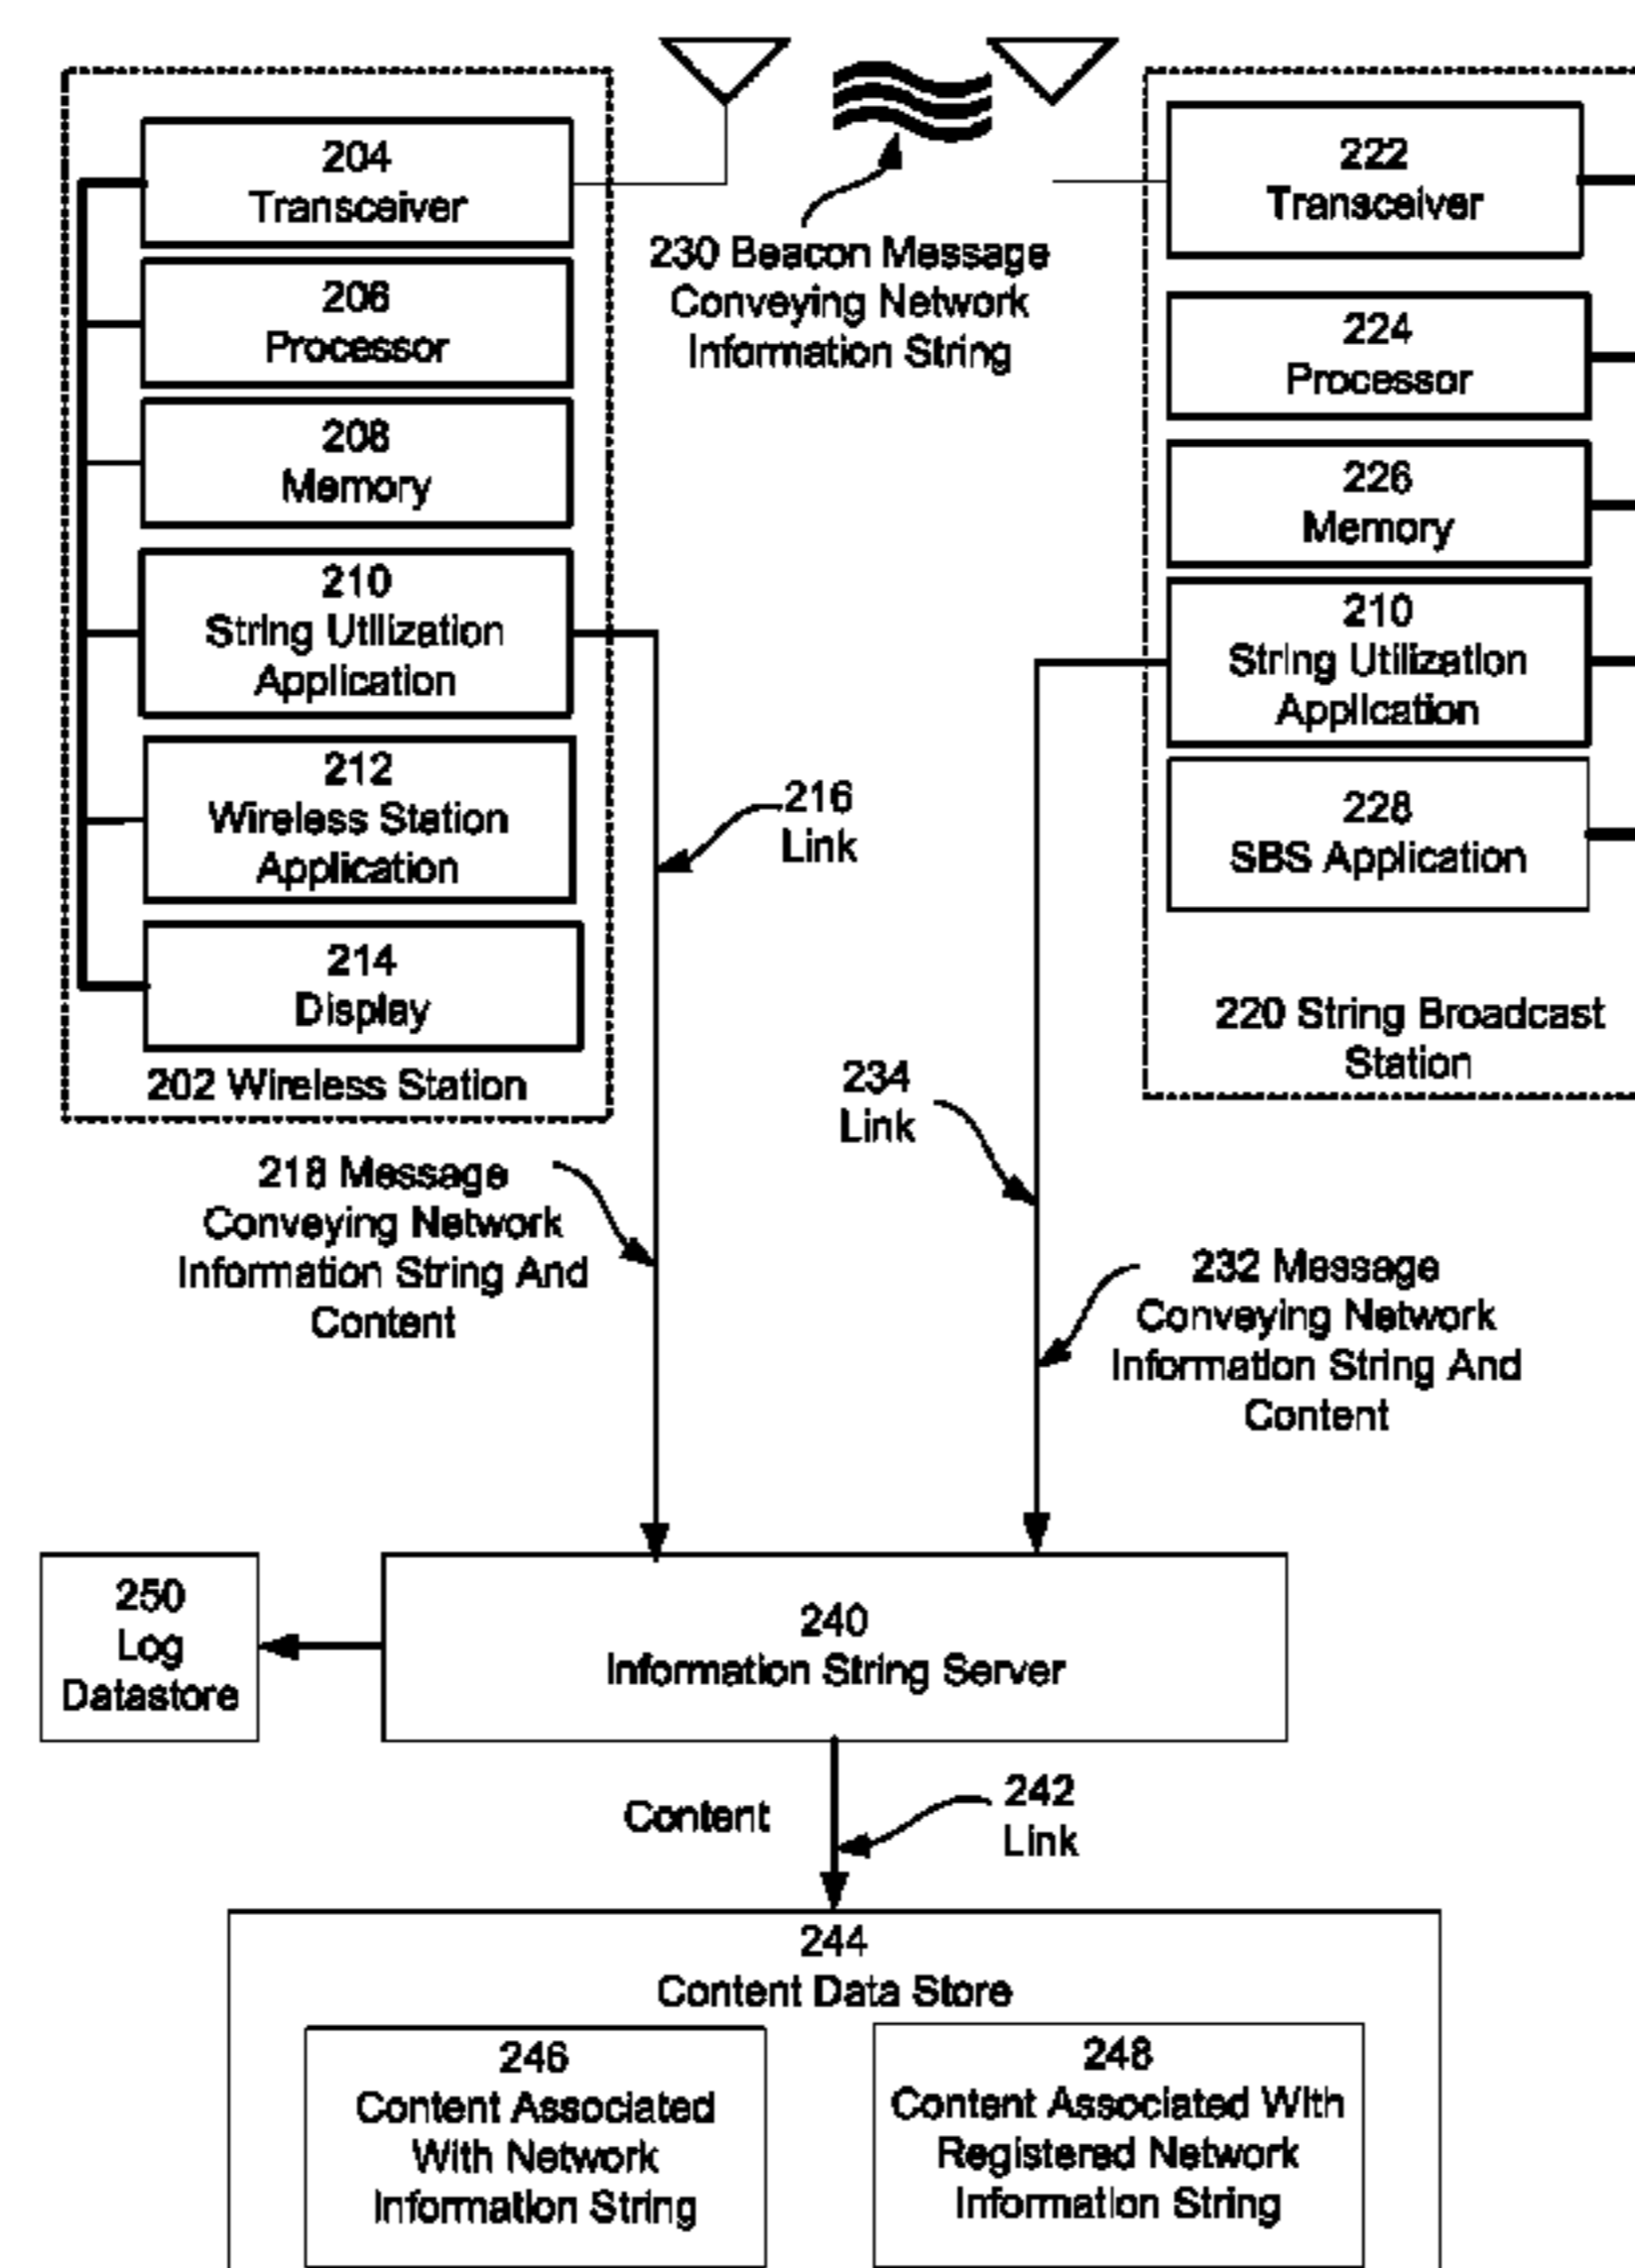 204
Transceiver
206
Processor
208
Memory
210
String Utilization
Application
212
Wireless Station
Application
214
Display
202 Wireless Station
230 Beacon Message
Conveying Network
Information String
222
Transceiver
224
Processor
226
Memory
210
String Utilization
Application
228
SBS Application
220 String Broadcast
Station
216
Link
234
Link
218 Message
Conveying Network
Information String And
Content
232 Message
Conveying Network
Information String And
Content
250
Log
Datastore
240
Information String Server
Content
242
Link
244
Content Data Store
246
Content Associated
With Network
Information String
248
Content Associated With
Registered Network
Information String